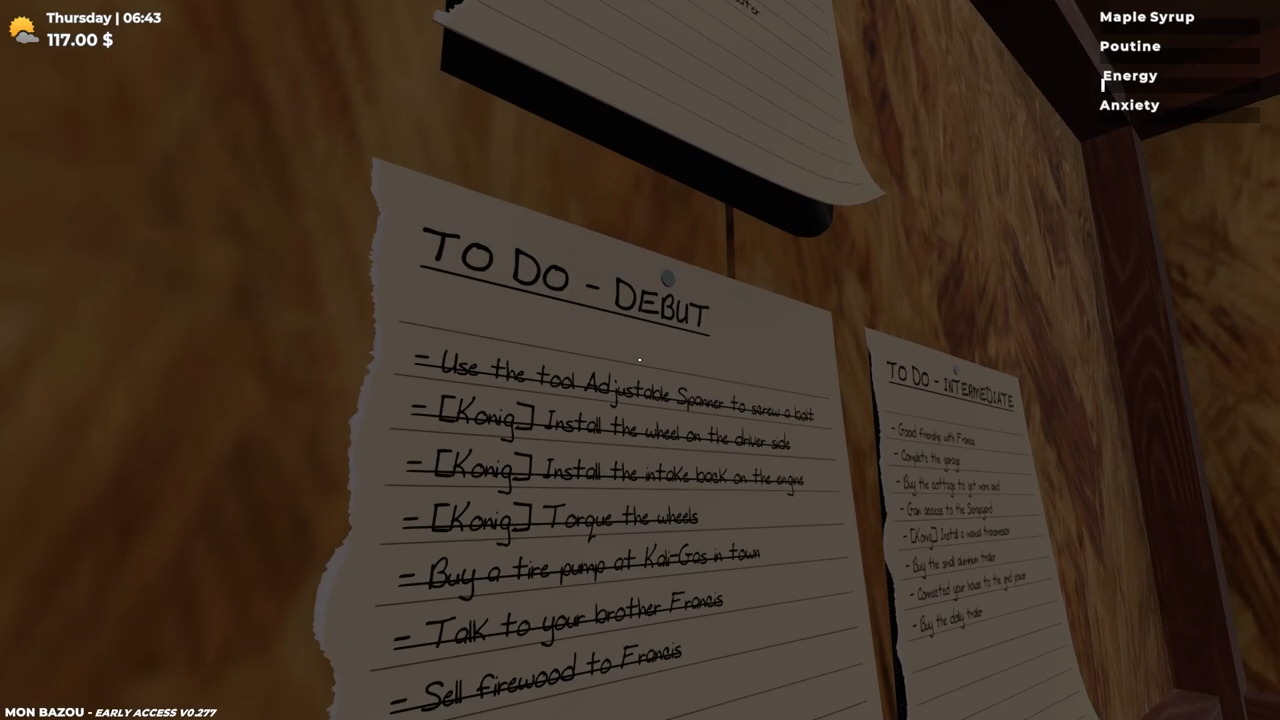 Thursday | 06:43
117.00 $
Maple Syrup
Poutine
Energy
Anxiety
TO DO - DEBUT
- Use the tool Adjustable Spanner to screw a bolt
- [Konig] Install the wheel on the driver side
- [Konig] Install the intake back on the engine
- [Konig] Torque the wheels
- Buy a tire pump at Kali-Gas in town
- Talk to your brother Francis
- Sell firewood to Francis
TO DO - INTERMEDIATE
- Good friendship with Francis
- Complete the garage
- Buy the cottage to get more land
- Gain access to the Scrapyard
- [Konig] Install a manual transmission
- Buy the small aluminum trailer
- Connected your house to the grid power
- Buy the dolly trailer
MON BAZOU - EARLY ACCESS V0.277